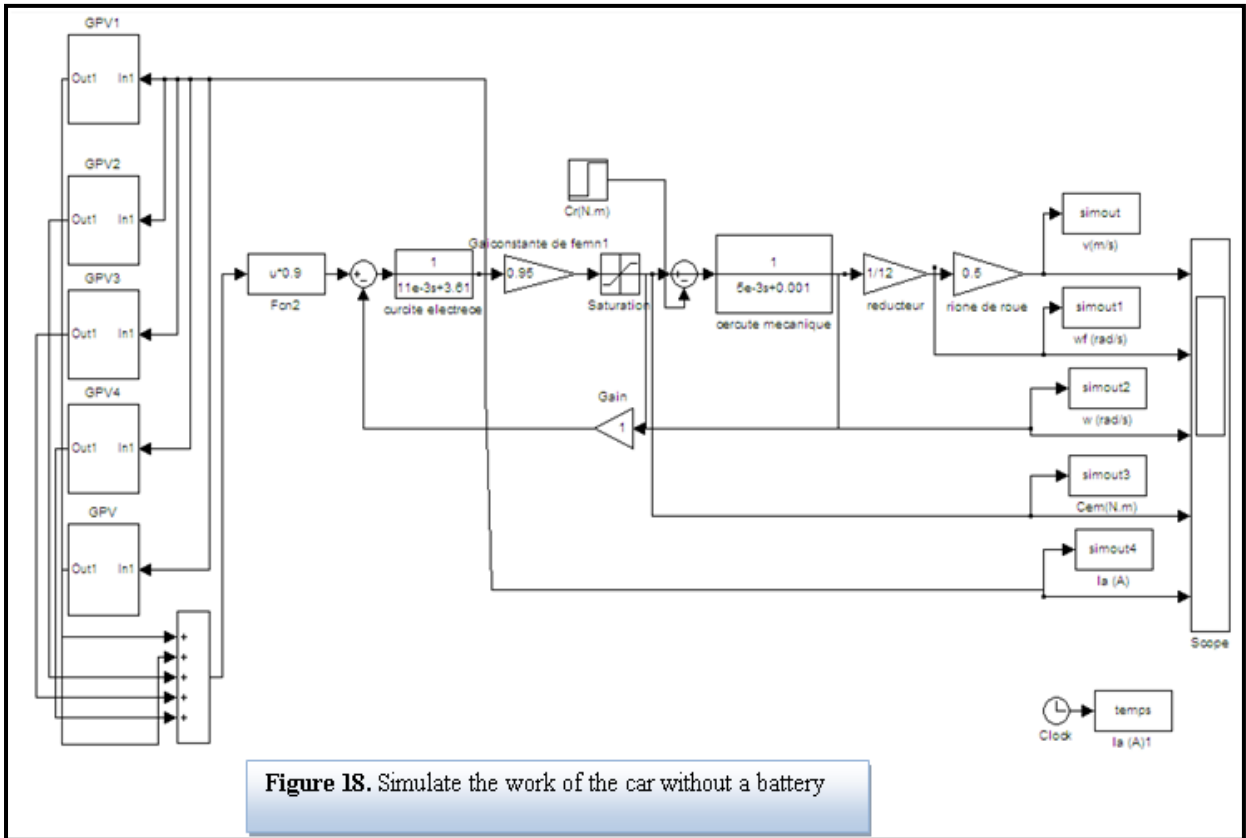 GPV1
Out1 In1
GPV2
Out1 In1
GPV3
Out1 In1
GPV4
Out1 In1
GPV
Out1 In1
+
+
+
+
+
u*0.9
Fcn2
+
-
1
11e-3s+3.61
curcite electrece
Gaiconstante de femn1
0.95
Saturation
Cr(N.m)
+
-
1
5e-3s+0.001
cercute mecanique
1/12
reducteur
0.5
rione de roue
Gain
1
simout
v(m/s)
simout1
wf (rad/s)
simout2
w (rad/s)
simout3
Cem(N.m)
simout4
Ia (A)
Scope
Clock
temps
Ia (A)1
Figure 18. Simulate the work of the car without a battery